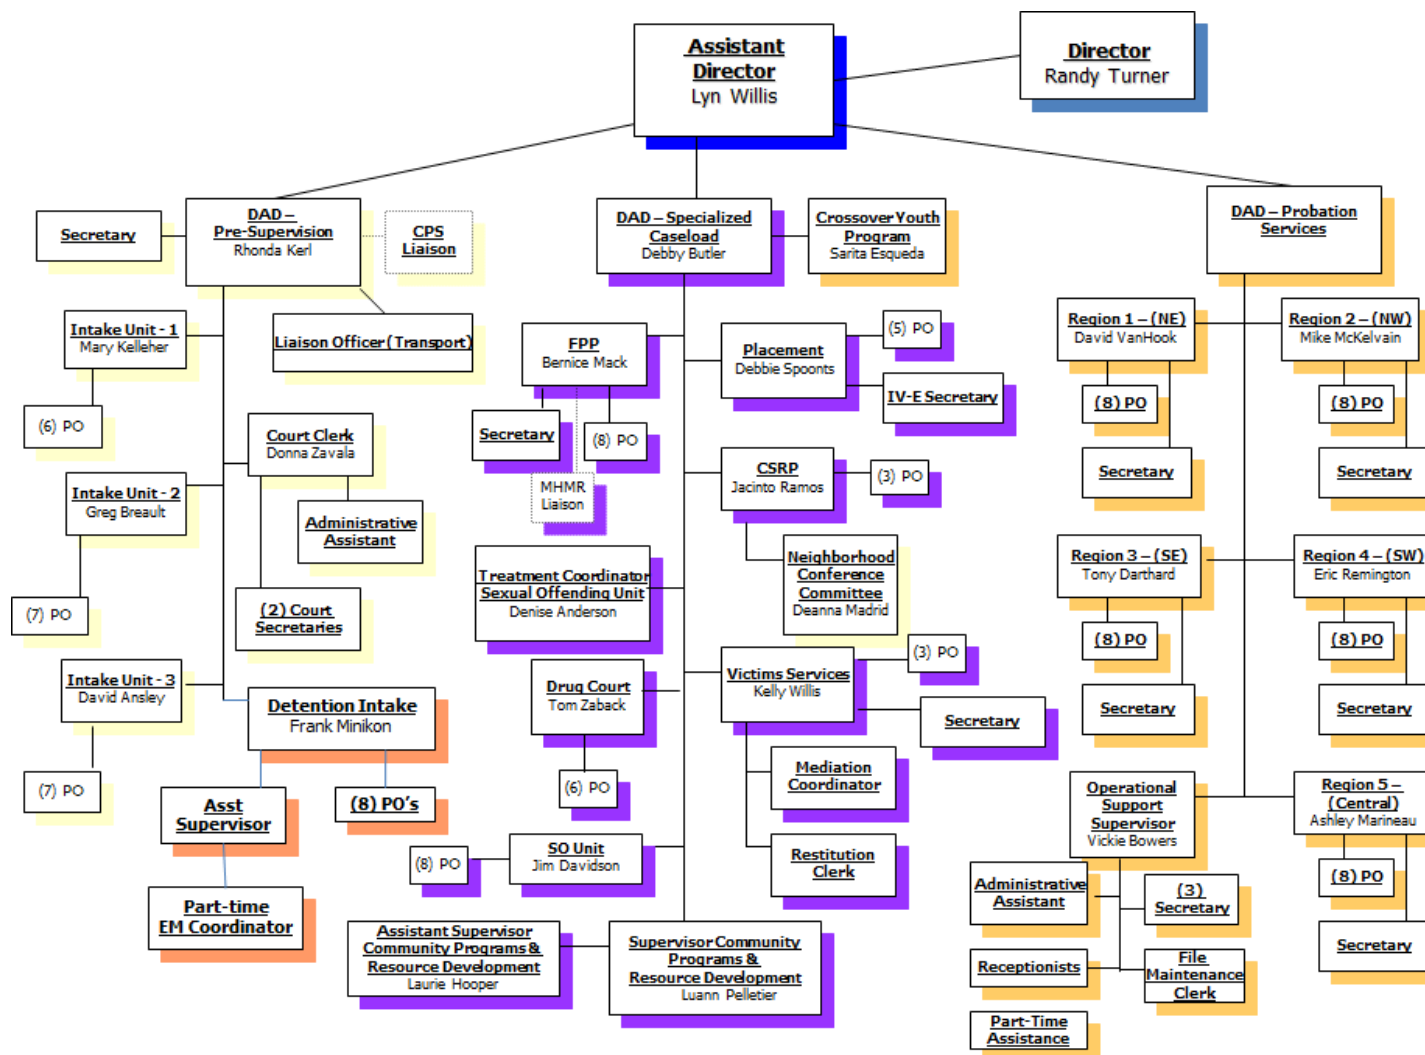 Assistant
Director
Lyn Willis
Director
Randy Turner
Secretary
DAD –
Pre-Supervision
Rhonda Kerl
CPS
Liaison
DAD – Specialized
Caseload
Debby Butler
Crossover Youth
Program
Sarita Esqueda
DAD – Probation
Services
Intake Unit - 1
Mary Kelleher
Liaison Officer (Transport)
(6) PO
Court Clerk
Donna Zavala
Intake Unit - 2
Greg Breault
Administrative
Assistant
(7) PO
(2) Court
Secretaries
Intake Unit - 3
David Ansley
Detention Intake
Frank Minikon
(7) PO
Asst
Supervisor
(8) PO's
Part-time
EM Coordinator
FPP
Bernice Mack
Secretary
(8) PO
MHMR
Liaison
Placement
Debbie Spoonts
(5) PO
IV-E Secretary
CSRP
Jacinto Ramos
(3) PO
Neighborhood
Conference
Committee
Deanna Madrid
Treatment Coordinator
Sexual Offending Unit
Denise Anderson
Victims Services
Kelly Willis
(3) PO
Secretary
Drug Court
Tom Zaback
(6) PO
Mediation
Coordinator
Restitution
Clerk
SO Unit
Jim Davidson
(8) PO
Assistant Supervisor
Community Programs &
Resource Development
Laurie Hooper
Supervisor Community
Programs &
Resource Development
Luann Pelletier
Region 1 – (NE)
David VanHook
(8) PO
Secretary
Region 2 – (NW)
Mike McKelvain
(8) PO
Secretary
Region 3 – (SE)
Tony Darthard
(8) PO
Secretary
Region 4 – (SW)
Eric Remington
(8) PO
Secretary
Operational
Support
Supervisor
Vickie Bowers
Region 5 –
(Central)
Ashley Marineau
(8) PO
Secretary
Administrative
Assistant
(3)
Secretary
Receptionists
File
Maintenance
Clerk
Part-Time
Assistance